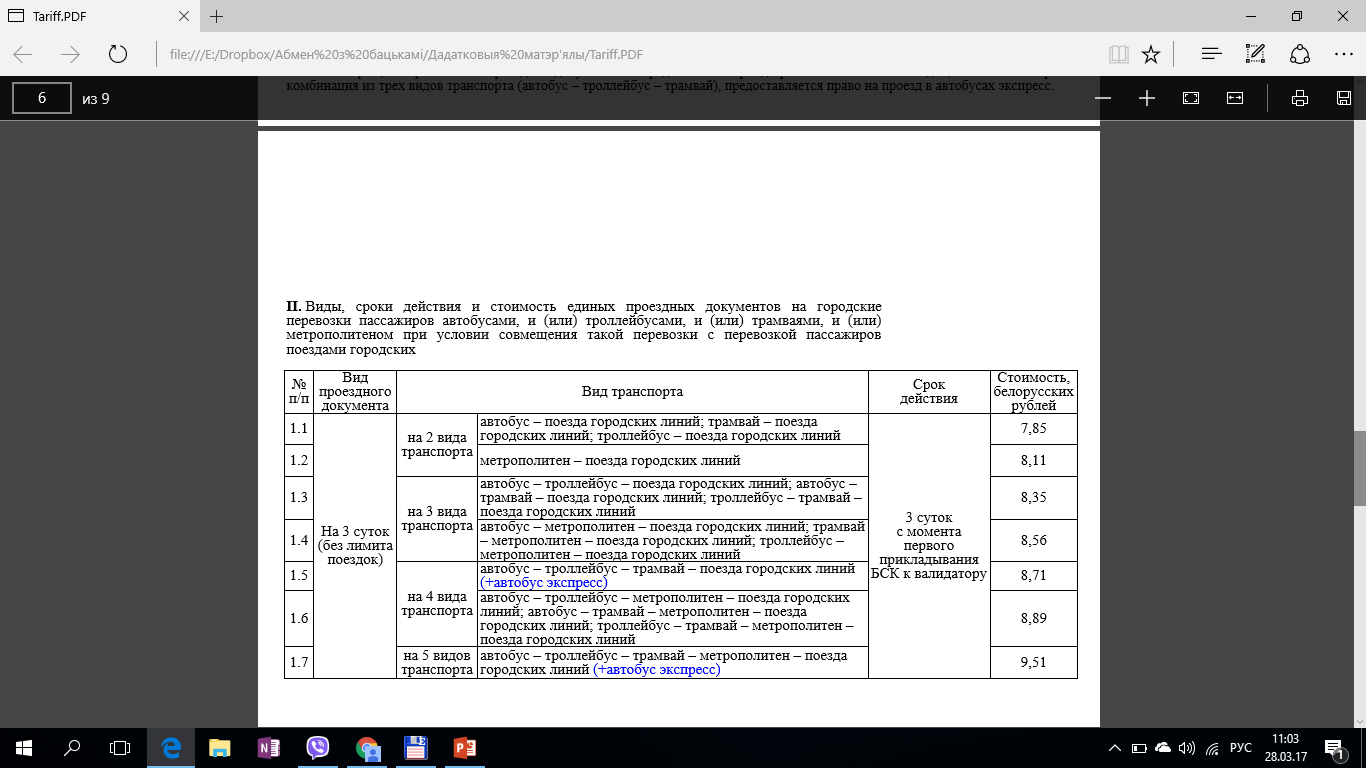 Tariff.PDF
file:///E:/Dropbox/Абмен%20з%20бацькамі/Дадатковыя%20матэр'ялы/Tariff.PDF
6 из 9
комбинация из трех видов транспорта (автобус – троллейбус – трамвай), предоставляется право на проезд в автобусах экспресс.
II. Виды, сроки действия и стоимость единых проездных документов на городские
перевозки пассажиров автобусами, и (или) троллейбусами, и (или) трамваями, и (или)
метрополитеном при условии совмещения такой перевозки с перевозкой пассажиров
поездами городских
№
п/п
Вид
проездного
документа
Вид транспорта
Срок
действия
Стоимость,
белорусских
рублей
На 3 суток
(без лимита
поездок)
3 суток
с момента
первого
прикладывания
БСК к валидатору
1.1
на 2 вида
транспорта
автобус – поезда городских линий; трамвай – поезда
городских линий; троллейбус – поезда городских линий
7,85
1.2
метрополитен – поезда городских линий
8,11
1.3
на 3 вида
транспорта
автобус – троллейбус – поезда городских линий; автобус –
трамвай – поезда городских линий; троллейбус – трамвай –
поезда городских линий
8,35
1.4
автобус – метрополитен – поезда городских линий; трамвай
– метрополитен – поезда городских линий; троллейбус –
метрополитен – поезда городских линий
8,56
1.5
на 4 вида
транспорта
автобус – троллейбус – трамвай – поезда городских линий
(+автобус экспресс)
8,71
1.6
автобус – троллейбус – метрополитен – поезда городских
линий; автобус – трамвай – метрополитен – поезда
городских линий; троллейбус – трамвай – метрополитен –
поезда городских линий
8,89
1.7
на 5 видов
транспорта
автобус – троллейбус – трамвай – метрополитен – поезда
городских линий (+автобус экспресс)
9,51
РУС
11:03
28.03.17
1